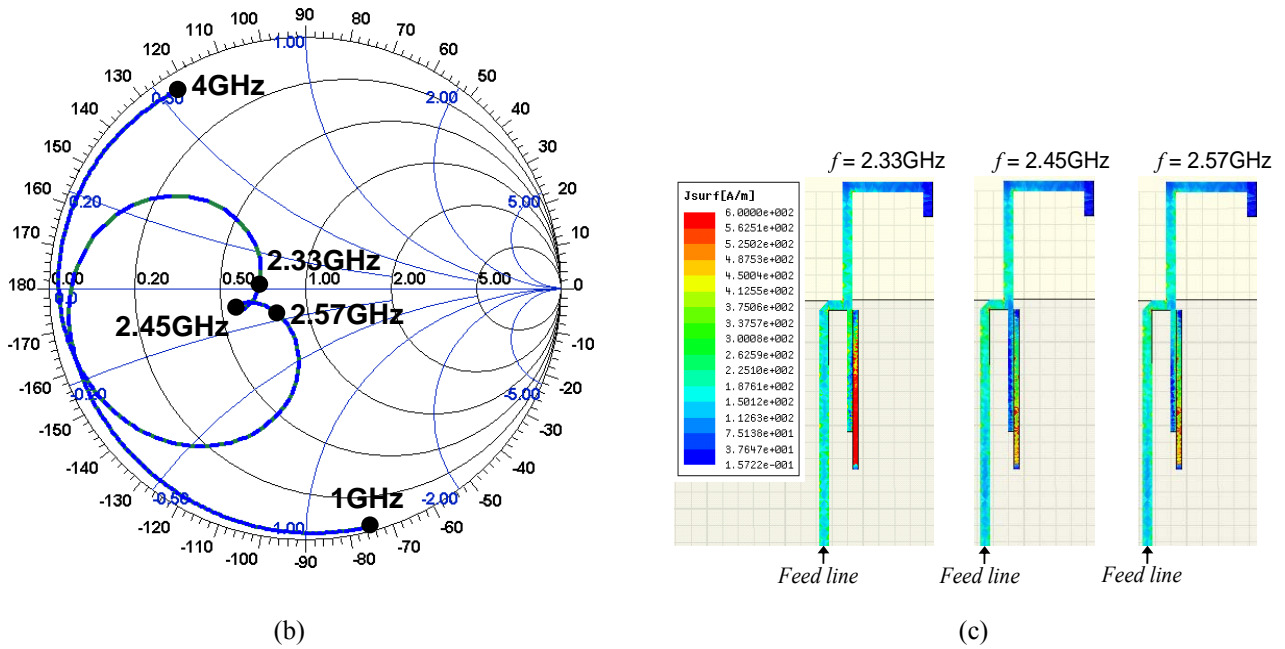 90
100
80
110
70
120
60
130
50
140
40
150
30
160
20
170
10
180
0
-170
-10
-160
-20
-150
-30
-140
-40
-130
-50
-120
-60
-110
-70
-100
-80
-90
1.00
0.50
2.00
0.20
5.00
0.00 0.20 0.50 1.00 2.00 5.00
0.0
-0.20
-5.00
-0.50
-2.00
-1.00
4GHz
2.33GHz
2.45GHz
2.57GHz
1GHz
(b)
f = 2.33GHz
f = 2.45GHz
f = 2.57GHz
Jsurf[A/m]
6.0000e+002
5.6251e+002
5.2502e+002
4.8753e+002
4.5004e+002
4.1255e+002
3.7506e+002
3.3757e+002
3.0008e+002
2.6259e+002
2.2510e+002
1.8761e+002
1.5012e+002
1.1263e+002
7.5138e+001
3.7647e+001
1.5722e-001
Feed line
Feed line
Feed line
(c)